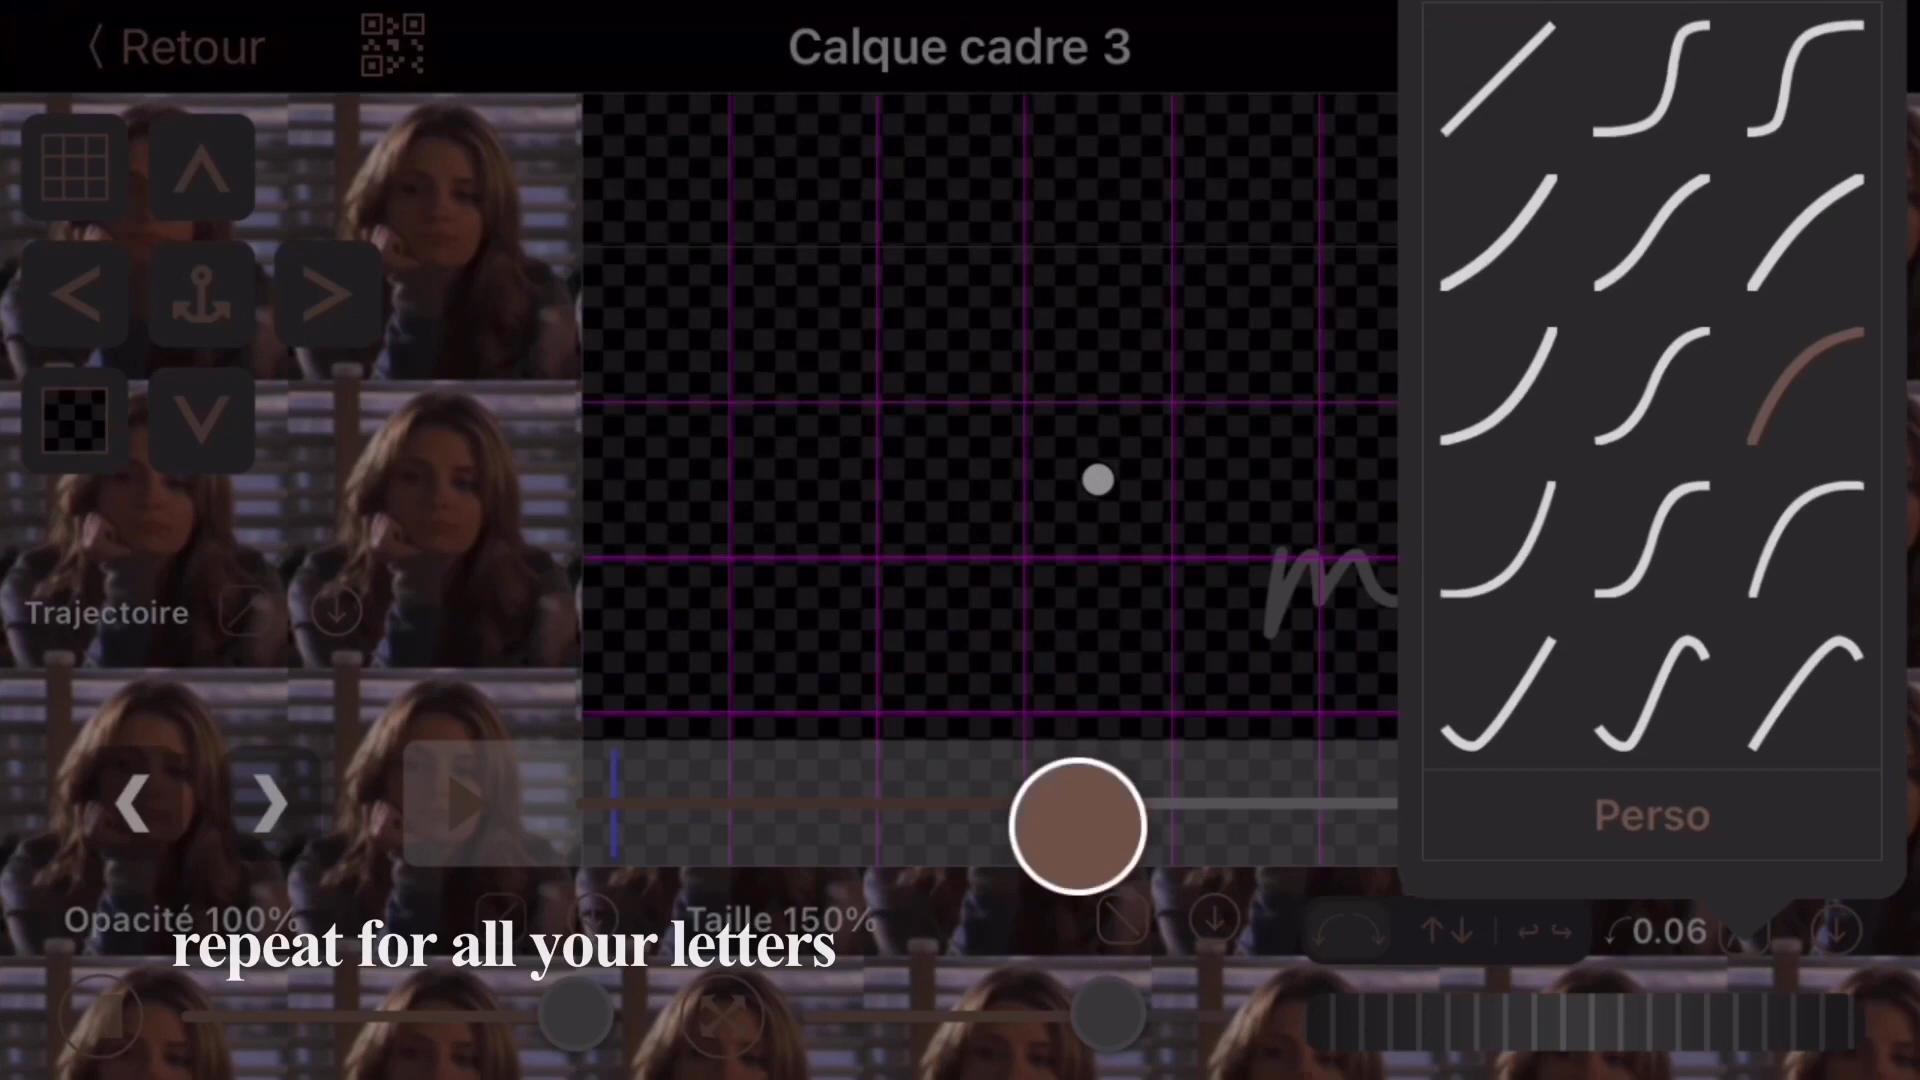 Retour
Calque cadre 3
m
Trajectoire
Perso
Opacité 100%
Taille 150%
0.06
repeat for all your letters